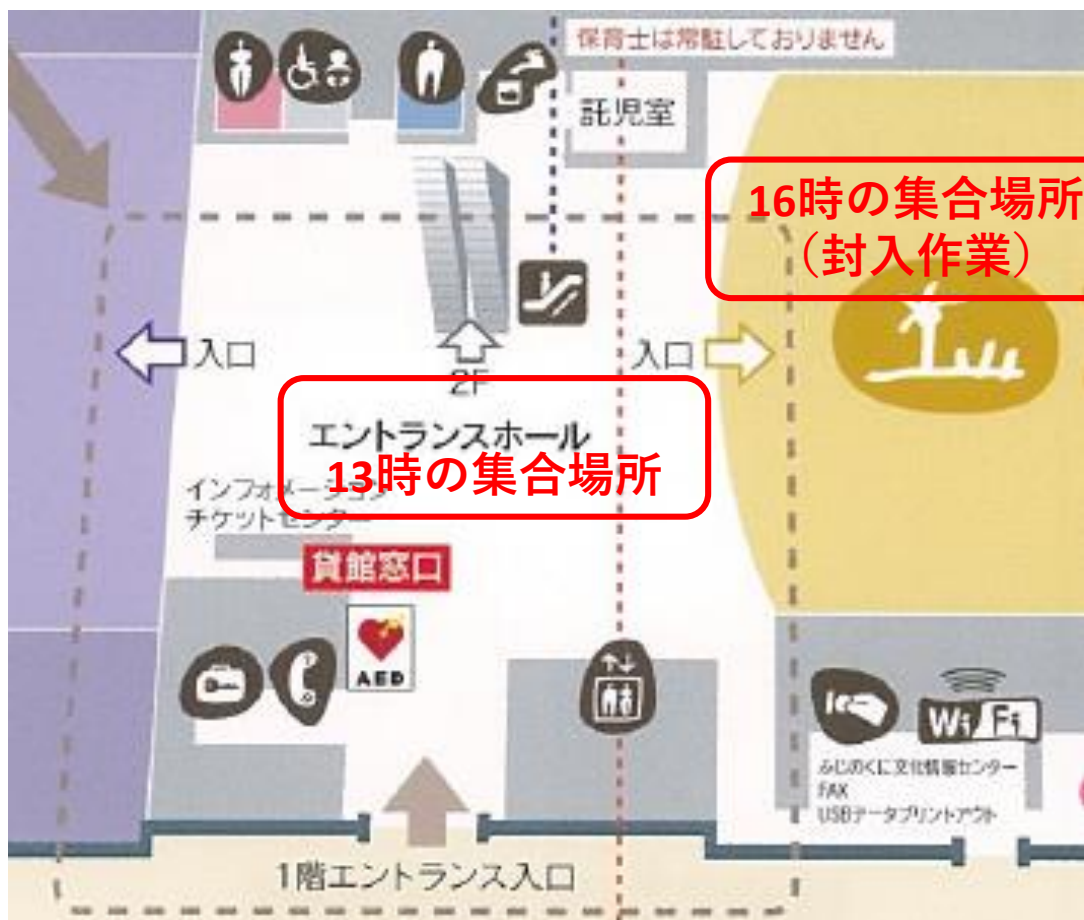 保育士は常駐しておりません
託児室
16時の集合場所
（封入作業）
入口
2F
入口
エントランスホール
13時の集合場所
インフォメーション
チケットセンター
貸館窓口
AED
Wi Fi
ふじのくに文化情報センター
FAX
USBデータプリントアウト
1階エントランス入口